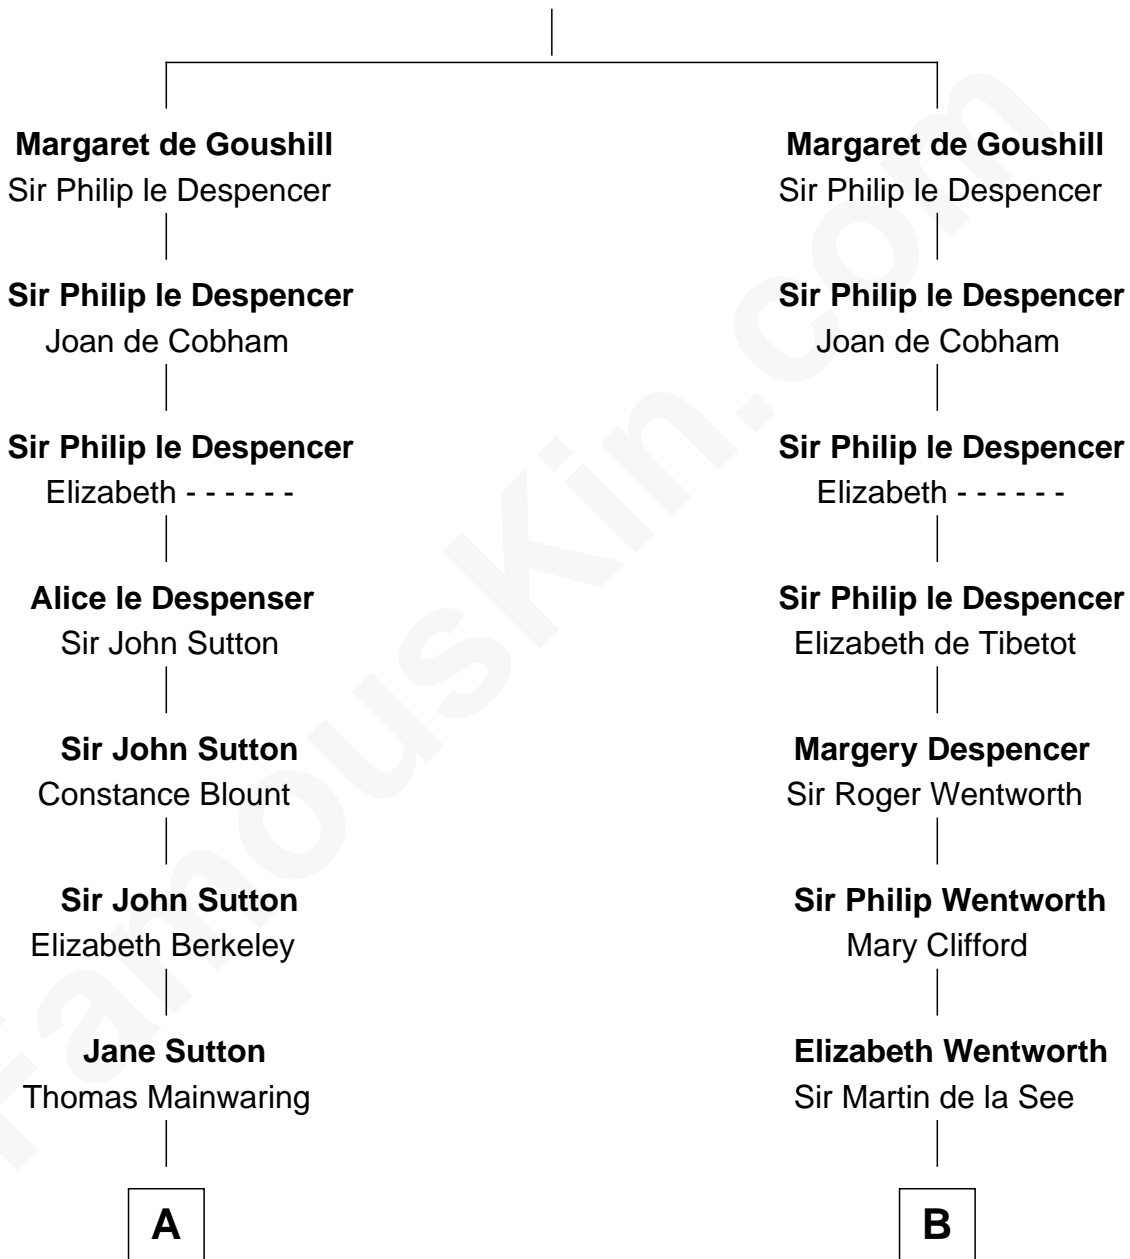 Margaret de Goushill
Sir Philip le Despencer
Sir Philip le Despencer
Joan de Cobham
Sir Philip le Despencer
Elizabeth - - - - - -
Alice le Despenser
Sir John Sutton
Sir John Sutton
Constance Blount
Sir John Sutton
Elizabeth Berkeley
Jane Sutton
Thomas Mainwaring
A
Margaret de Goushill
Sir Philip le Despencer
Sir Philip le Despencer
Joan de Cobham
Sir Philip le Despencer
Elizabeth - - - - - -
Sir Philip le Despencer
Elizabeth de Tibetot
Margery Despencer
Sir Roger Wentworth
Sir Philip Wentworth
Mary Clifford
Elizabeth Wentworth
Sir Martin de la See
B
FamousKin.com